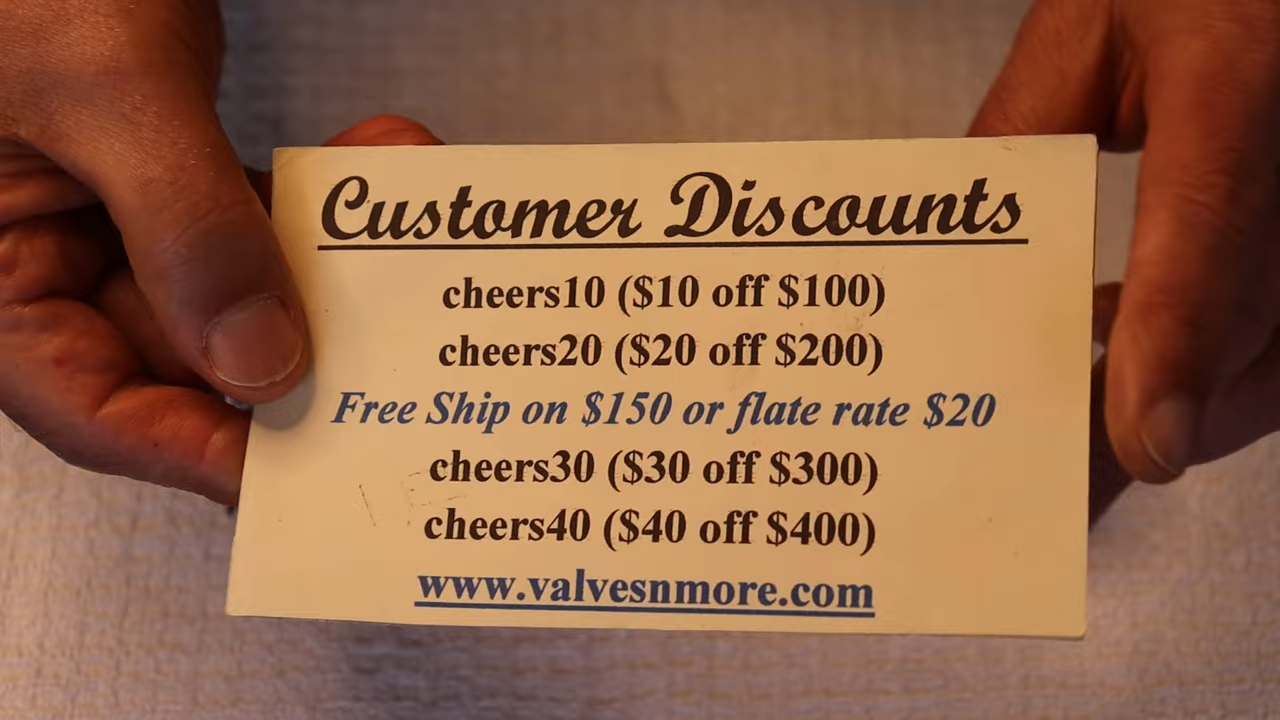 Customer Discounts
cheers10 ($10 off $100)
cheers20 ($20 off $200)
Free Ship on $150 or flate rate $20
cheers30 ($30 off $300)
cheers40 ($40 off $400)
www.valvesnmore.com